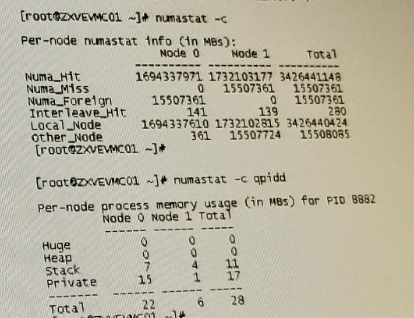 [root@ZXVEVMC01 ~]# numastat -c
Per-node numastat info (in MBs):
Node 0 Node 1 Total
---------- ---------- ----------
Numa_Hit 1694337971 1732103177 3426441148
Numa_Miss 0 15507361 15507361
Numa_Foreign 15507361 0 15507361
Interleave_Hit 141 139 280
Local_Node 1694337610 1732102815 3426440424
Other_Node 361 15507724 15508085
[root@ZXVEVMC01 ~]#
[root@ZXVEVMC01 ~]# numastat -c qpidd
Per-node process memory usage (in MBs) for PID 8882
Node 0 Node 1 Total
------ ------ -----
Huge 0 0 0
Heap 0 0 0
Stack 7 4 11
Private 15 1 17
------- ------ ------ -----
Total 22 6 28
[root@ZXVEVMC01 ~]#